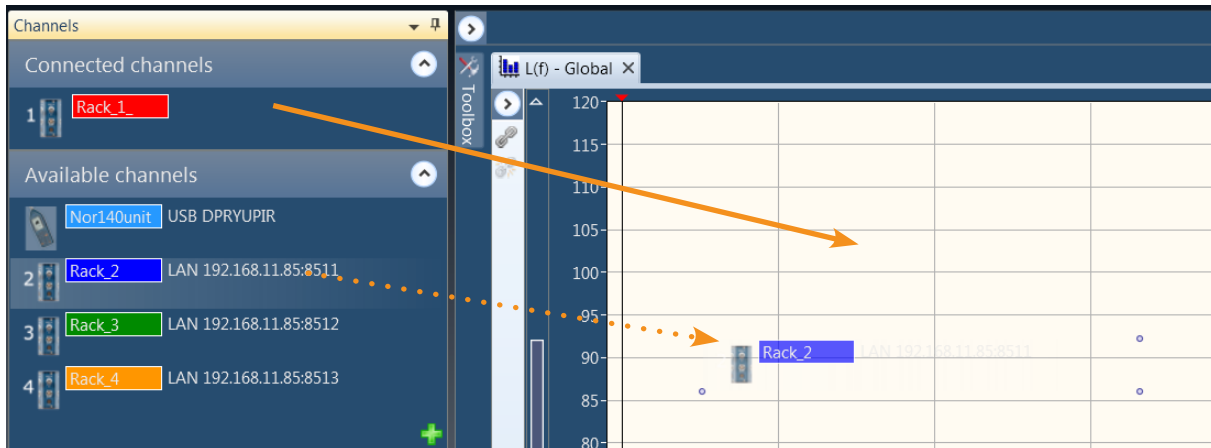 Channels
Connected channels
1 Rack_1_
Available channels
Nor140unit USB DPRYUPIR
2 Rack_2 LAN 192.168.11.85:8511
3 Rack_3 LAN 192.168.11.85:8512
4 Rack_4 LAN 192.168.11.85:8513
Toolbox
L(f) - Global
120
115
110
105
100
95
90
85
80
Rack_2 LAN 192.168.11.85:8511